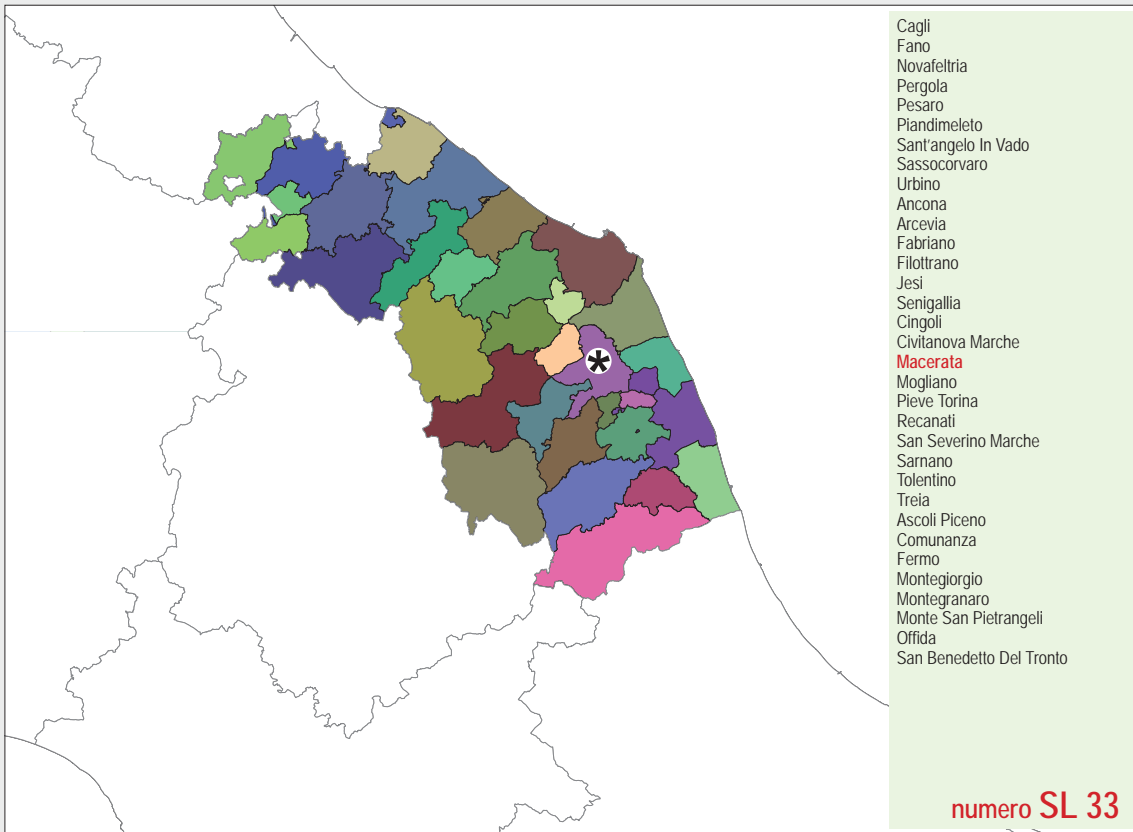 Cagli
Fano
Novafeltria
Pergola
Pesaro
Piandimeleto
Sant'angelo In Vado
Sassocorvaro
Urbino
Ancona
Arcevia
Fabriano
Filottrano
Jesi
Senigallia
Cingoli
Civitanova Marche
Macerata
Mogliano
Pieve Torina
Recanati
San Severino Marche
Sarnano
Tolentino
Treia
Ascoli Piceno
Comunanza
Fermo
Montegiorgio
Montegranaro
Monte San Pietrangeli
Offida
San Benedetto Del Tronto
numero SL 33